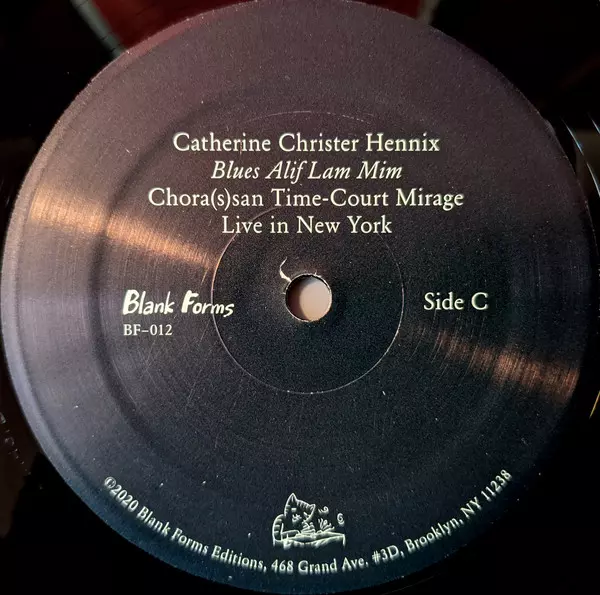 Catherine Christer Hennix
Blues Alif Lam Mim
Chora(s)san Time-Court Mirage
Live in New York
Blank Forms
BF–012
Side C
©2020 Blank Forms Editions, 468 Grand Ave. #3D, Brooklyn, NY 11238